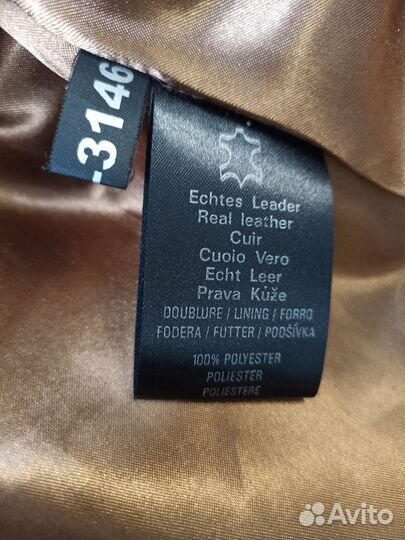 -3146
Echtes Leader
Real leather
Cuir
Cuoio Vero
Echt Leer
Prava Kůže
DOUBLURE / LINING / FORRO
FODERA / FUTTER / PODŠÍVKA
100% POLYESTER
POLIESTER
POLIESTERE
Avito